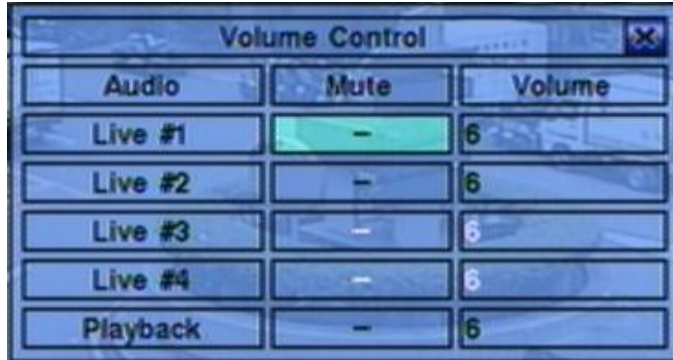 Volume Control
Audio Mute Volume
Live #1 – 6
Live #2 – 6
Live #3 – 6
Live #4 – 6
Playback – 6